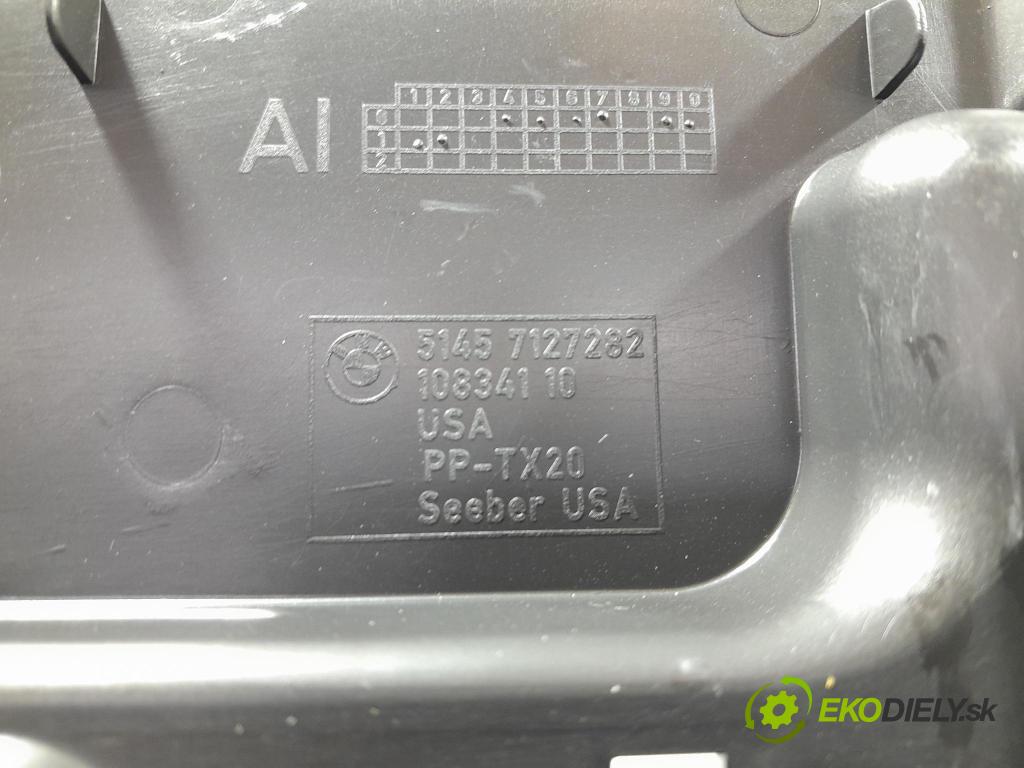 1 2 3 4 5 6 7 8 9 0
AI
0
1
2
BMW
5145 7127282
108341 10
USA
PP-TX20
Seeber USA
EKODIELY.sk